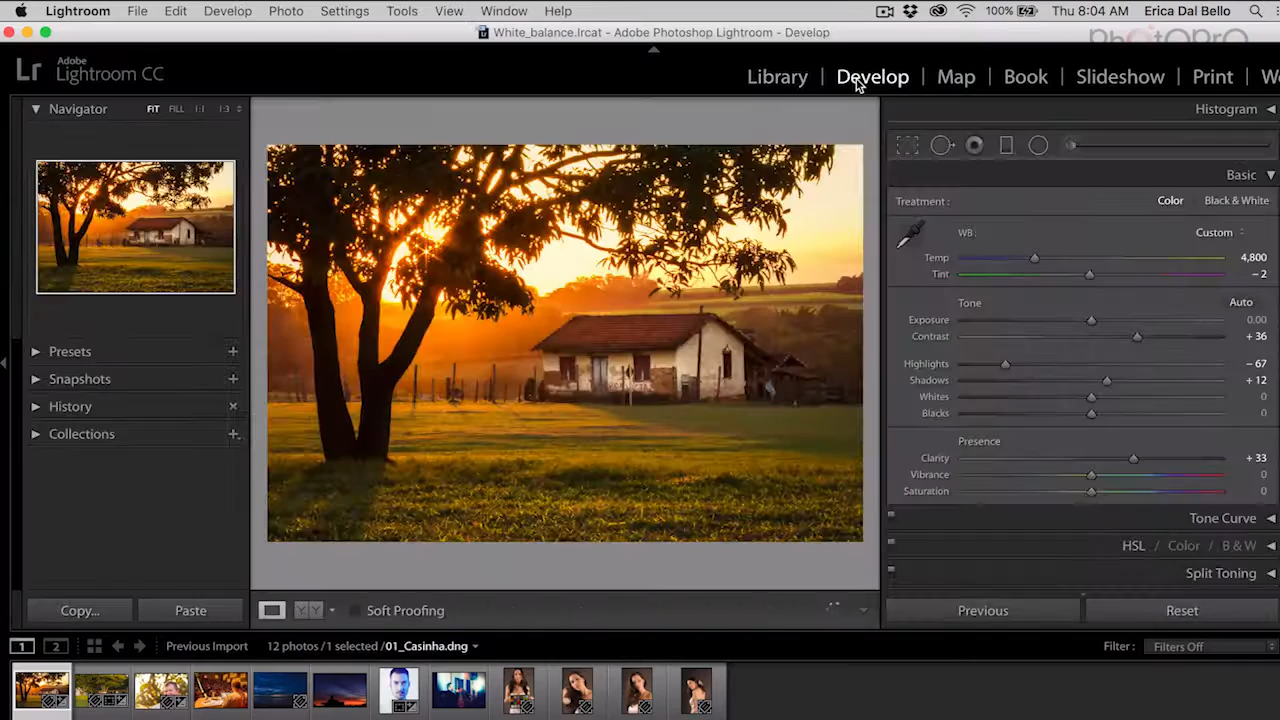 Lightroom File Edit Develop Photo Settings Tools View Window Help 100% Thu 8:04 AM Erica Dal Bello
White_balance.lrcat - Adobe Photoshop Lightroom - Develop
PhotoPro
Lr Adobe Lightroom CC
Library | Develop | Map | Book | Slideshow | Print | W
Navigator FIT FILL 1:1 1:3
Presets
Snapshots
History
Collections
Copy... Paste
Histogram
Basic
Treatment : Color Black & White
WB: Custom
Temp 4,800
Tint – 2
Tone Auto
Exposure 0.00
Contrast + 36
Highlights – 67
Shadows + 12
Whites 0
Blacks 0
Presence
Clarity + 33
Vibrance 0
Saturation 0
Tone Curve
HSL / Color / B & W
Split Toning
Y Y Soft Proofing
Previous Reset
1 2 Previous Import 12 photos / 1 selected / 01_Casinha.dng Filter : Filters Off